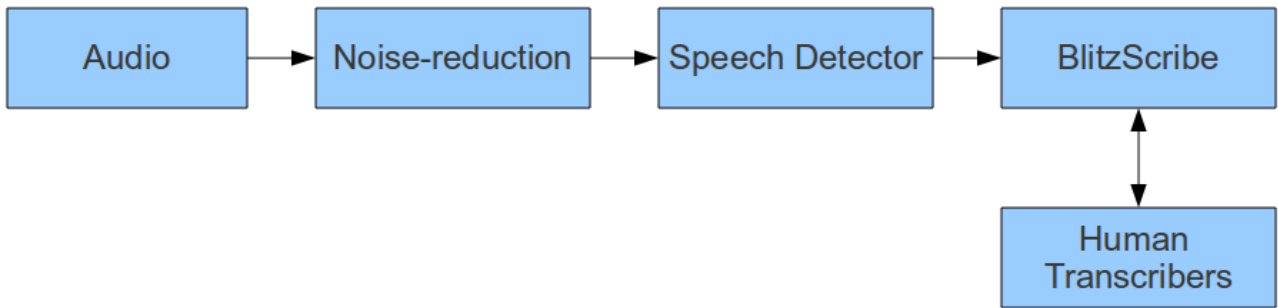 Audio
Noise-reduction
Speech Detector
BlitzScribe
Human
Transcribers